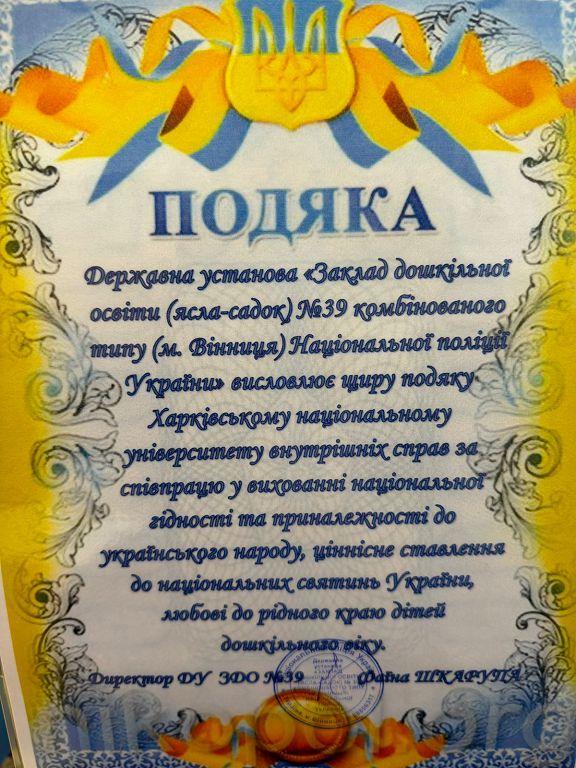 ПОДЯКА
Державна установа «Заклад дошкільної
освіти (ясла-садок) №39 комбінованого
типу (м. Вінниця) Національної поліції
України» висловлює щиру подяку
Харківському національному
університету внутрішніх справ за
співпрацю у вихованні національної
гідності та приналежності до
українського народу, ціннісне ставлення
до національних святинь України,
любові до рідного краю дітей
дошкільного віку.
Директор ДУ ЗДО №39 Фаїна ШКАРУПА